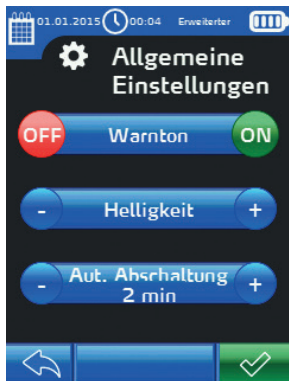 01.01.2015 00:04 Erweiterter
Allgemeine
Einstellungen
OFF Warnton ON
- Helligkeit +
- Aut. Abschaltung +
2 min